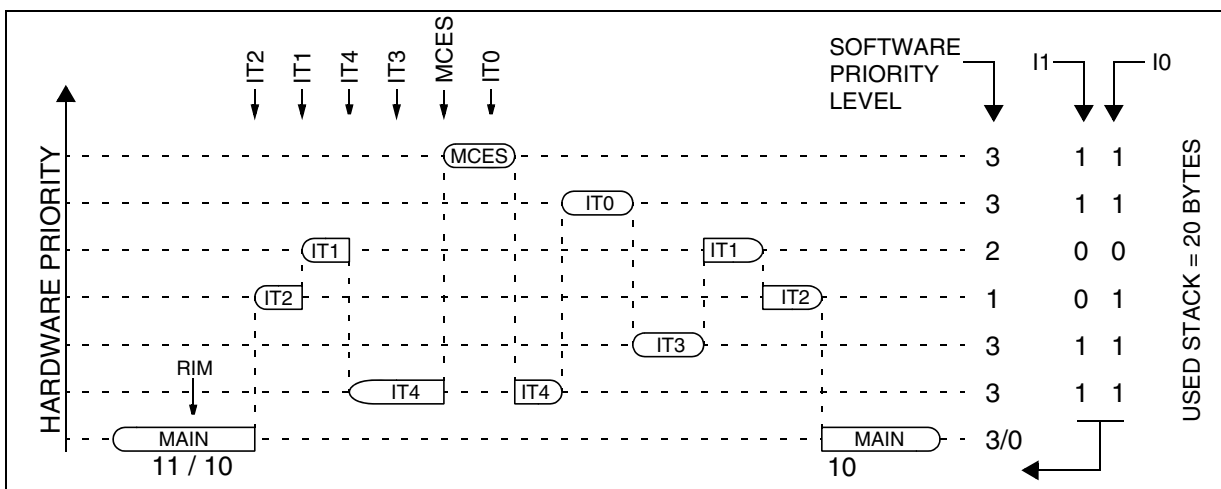 IT2
IT1
IT4
IT3
MCES
IT0
SOFTWARE
PRIORITY
LEVEL
I1
I0
HARDWARE PRIORITY
MCES
3
1 1
IT0
3
1 1
IT1
IT1
2
0 0
IT2
IT2
1
0 1
IT3
3
1 1
RIM
IT4
IT4
3
1 1
MAIN
MAIN
3/0
11 / 10
10
USED STACK = 20 BYTES